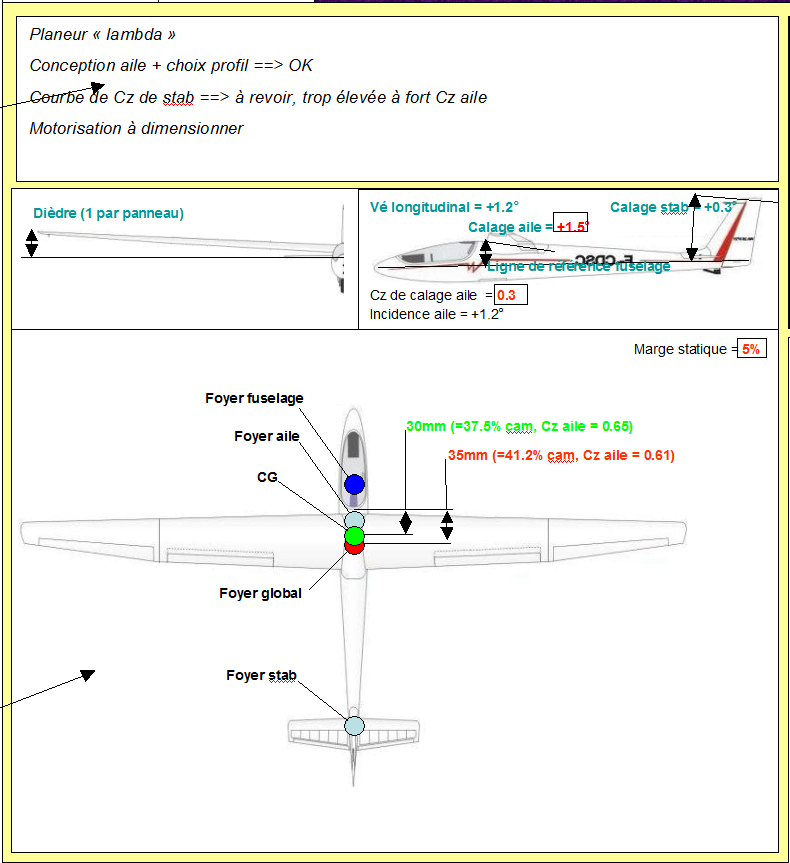 Planeur « lambda »
Conception aile + choix profil ==> OK
Courbe de Cz de stab ==> à revoir, trop élevée à fort Cz aile
Motorisation à dimensionner
Dièdre (1 par panneau)
Vé longitudinal = +1.2°
Calage stab = +0.3°
Calage aile = +1.5°
Ligne de référence fuselage
F-CDSC
Cz de calage aile = 0.3
Incidence aile = +1.2°
Marge statique = 5%
Foyer fuselage
30mm (=37.5% cam, Cz aile = 0.65)
Foyer aile
35mm (=41.2% cam, Cz aile = 0.61)
CG
Foyer global
Foyer stab